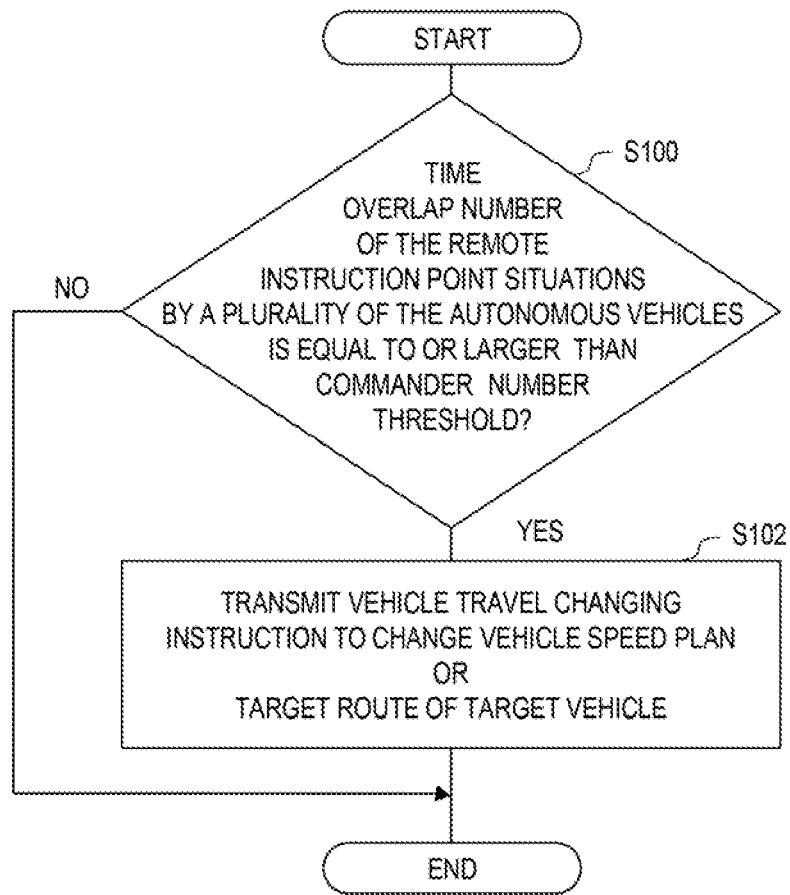 START
S100
TIME
OVERLAP NUMBER
OF THE REMOTE
INSTRUCTION POINT SITUATIONS
BY A PLURALITY OF THE AUTONOMOUS VEHICLES
IS EQUAL TO OR LARGER THAN
COMMANDER NUMBER
THRESHOLD?
NO
YES
S102
TRANSMIT VEHICLE TRAVEL CHANGING
INSTRUCTION TO CHANGE VEHICLE SPEED PLAN
OR
TARGET ROUTE OF TARGET VEHICLE
END